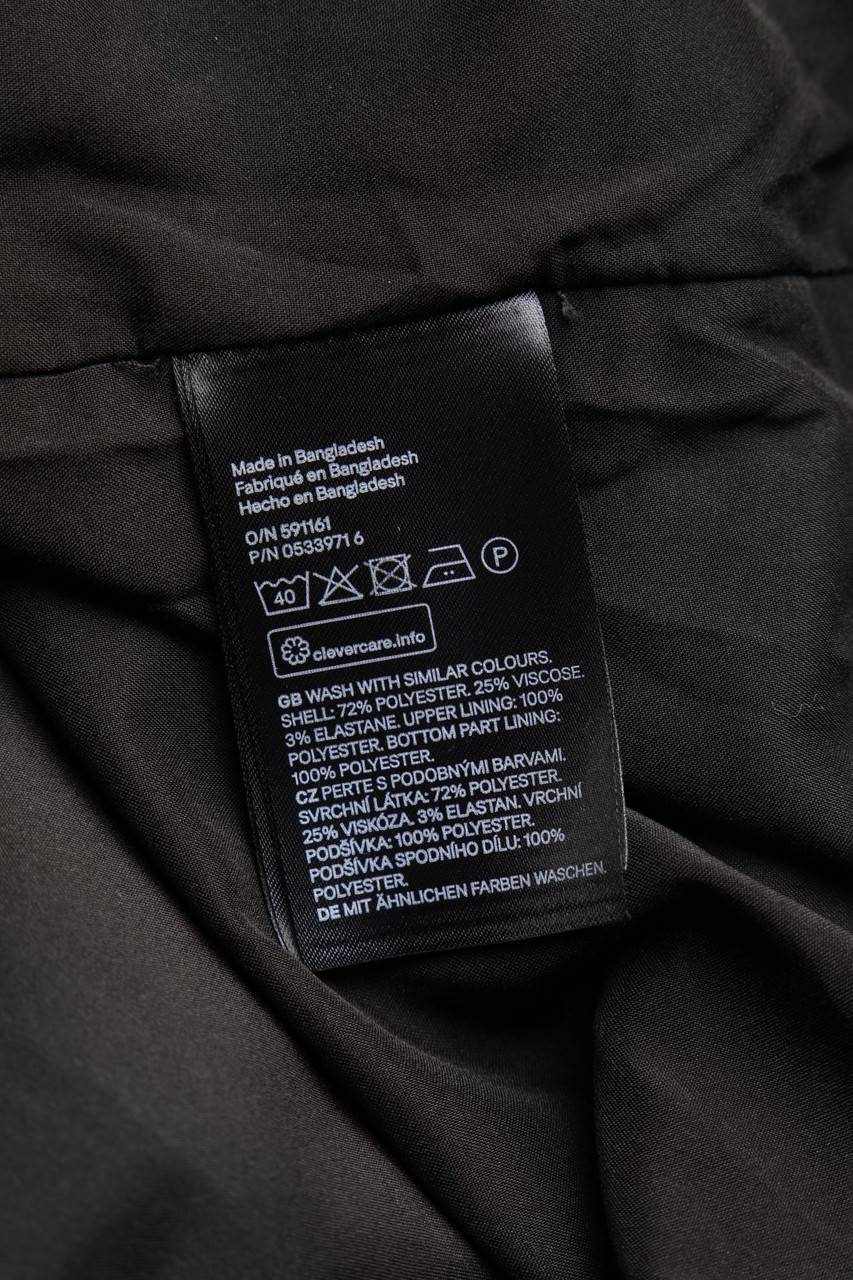 Made in Bangladesh
Fabriqué en Bangladesh
Hecho en Bangladesh
O/N 591161
P/N 0533971 6
40
P
clevercare.info
GB WASH WITH SIMILAR COLOURS.
SHELL: 72% POLYESTER. 25% VISCOSE.
3% ELASTANE. UPPER LINING: 100%
POLYESTER. BOTTOM PART LINING:
100% POLYESTER.
CZ PERTE S PODOBNÝMI BARVAMI.
SVRCHNÍ LÁTKA: 72% POLYESTER.
25% VISKÓZA. 3% ELASTAN. VRCHNÍ
PODŠÍVKA: 100% POLYESTER.
PODŠÍVKA SPODNÍHO DÍLU: 100%
POLYESTER.
DE MIT ÄHNLICHEN FARBEN WASCHEN.